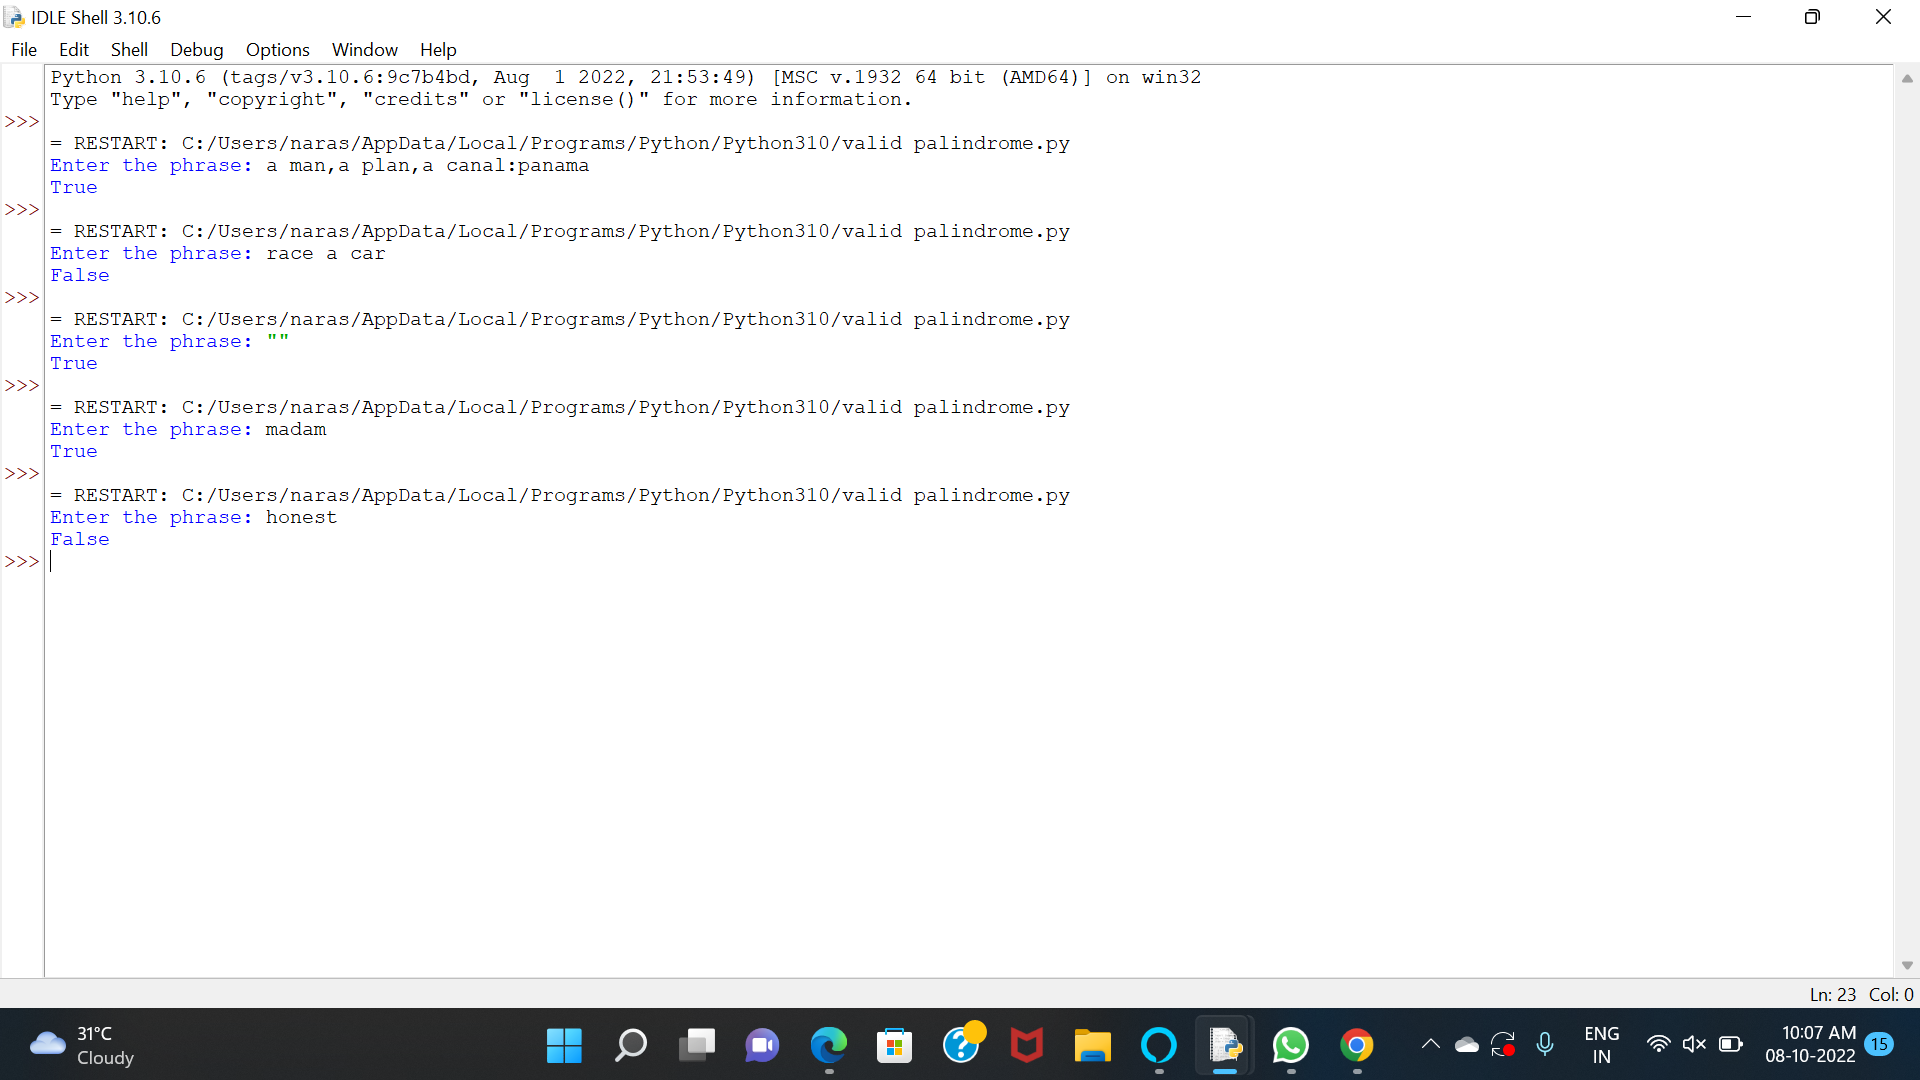 IDLE Shell 3.10.6
File Edit Shell Debug Options Window Help
Python 3.10.6 (tags/v3.10.6:9c7b4bd, Aug  1 2022, 21:53:49) [MSC v.1932 64 bit (AMD64)] on win32
Type "help", "copyright", "credits" or "license()" for more information.
>>>
= RESTART: C:/Users/naras/AppData/Local/Programs/Python/Python310/valid palindrome.py
Enter the phrase: a man,a plan,a canal:panama
True
>>>
= RESTART: C:/Users/naras/AppData/Local/Programs/Python/Python310/valid palindrome.py
Enter the phrase: race a car
False
>>>
= RESTART: C:/Users/naras/AppData/Local/Programs/Python/Python310/valid palindrome.py
Enter the phrase: ""
True
>>>
= RESTART: C:/Users/naras/AppData/Local/Programs/Python/Python310/valid palindrome.py
Enter the phrase: madam
True
>>>
= RESTART: C:/Users/naras/AppData/Local/Programs/Python/Python310/valid palindrome.py
Enter the phrase: honest
False
>>>
Ln: 23 Col: 0
31°C
Cloudy
ENG
IN
10:07 AM
08-10-2022
15